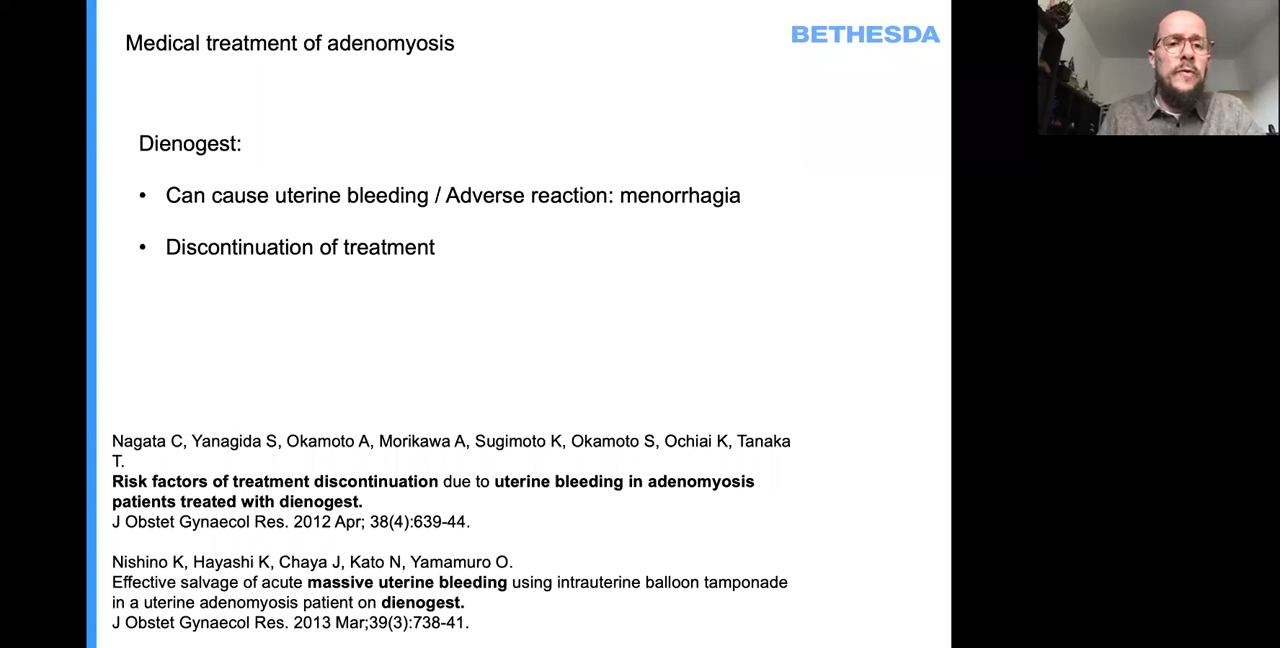 Medical treatment of adenomyosis
BETHESDA
Dienogest:
• Can cause uterine bleeding / Adverse reaction: menorrhagia
• Discontinuation of treatment
Nagata C, Yanagida S, Okamoto A, Morikawa A, Sugimoto K, Okamoto S, Ochiai K, Tanaka
T.
Risk factors of treatment discontinuation due to uterine bleeding in adenomyosis
patients treated with dienogest.
J Obstet Gynaecol Res. 2012 Apr; 38(4):639-44.
Nishino K, Hayashi K, Chaya J, Kato N, Yamamuro O.
Effective salvage of acute massive uterine bleeding using intrauterine balloon tamponade
in a uterine adenomyosis patient on dienogest.
J Obstet Gynaecol Res. 2013 Mar;39(3):738-41.